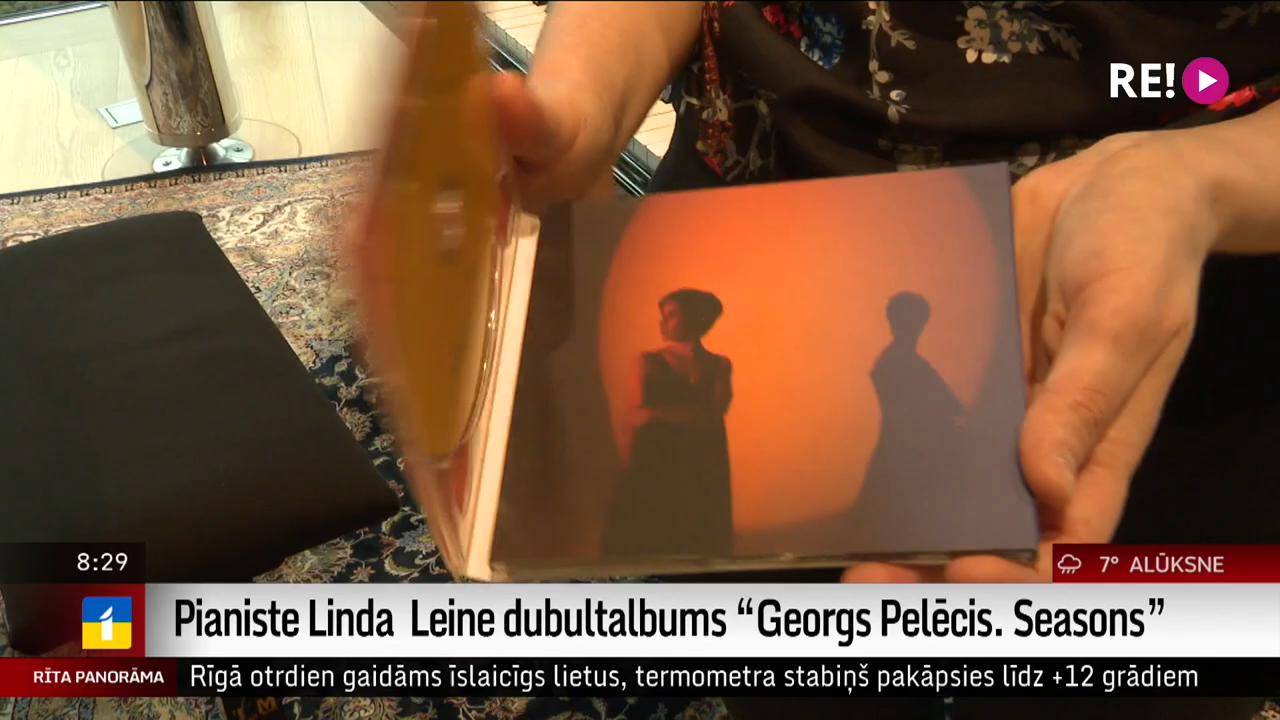 RE!
8:29
7° ALŪKSNE
1
Pianiste Linda Leine dubultalbums “Georgs Pelēcis. Seasons”
RĪTA PANORĀMA
Rīgā otrdien gaidāms īslaicīgs lietus, termometra stabiņš pakāpsies līdz +12 grādiem